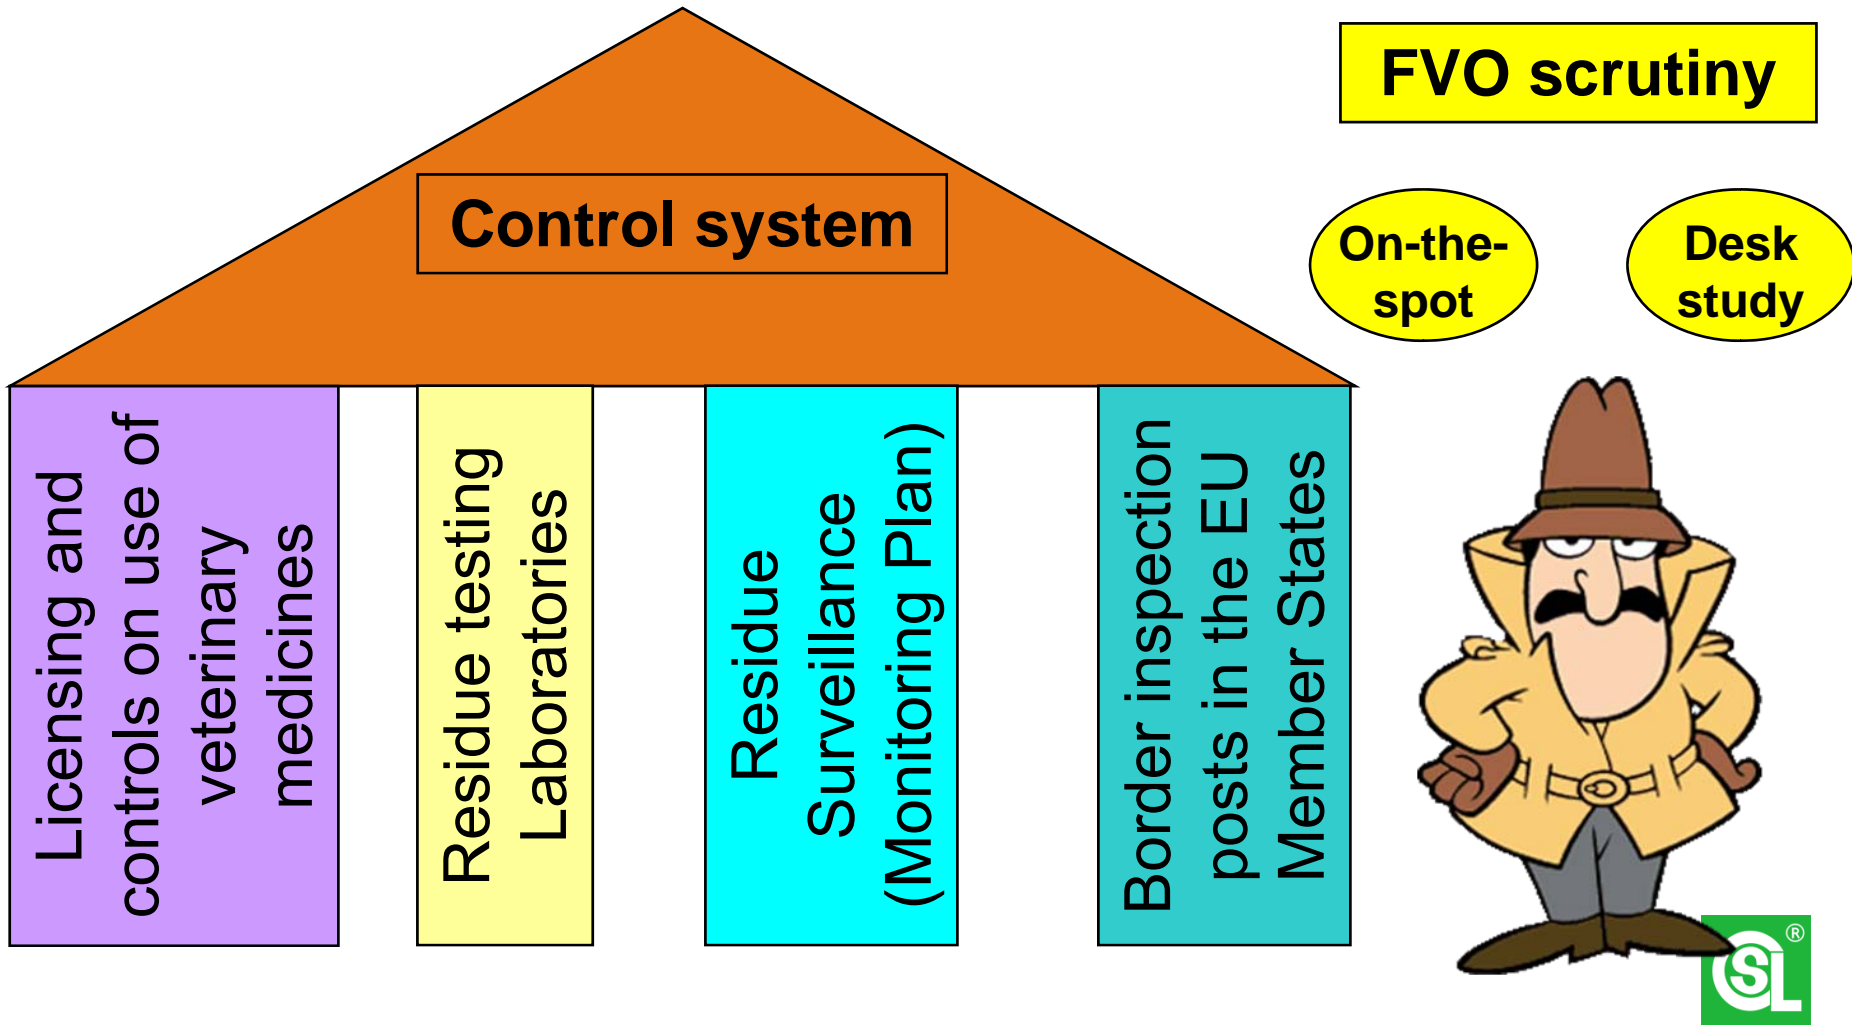 FVO scrutiny
Control system
On-the-
spot
Desk
study
Licensing and
controls on use of
veterinary
medicines
Residue testing
Laboratories
Residue
Surveillance
(Monitoring Plan)
Border inspection
posts in the EU
Member States
CSL®